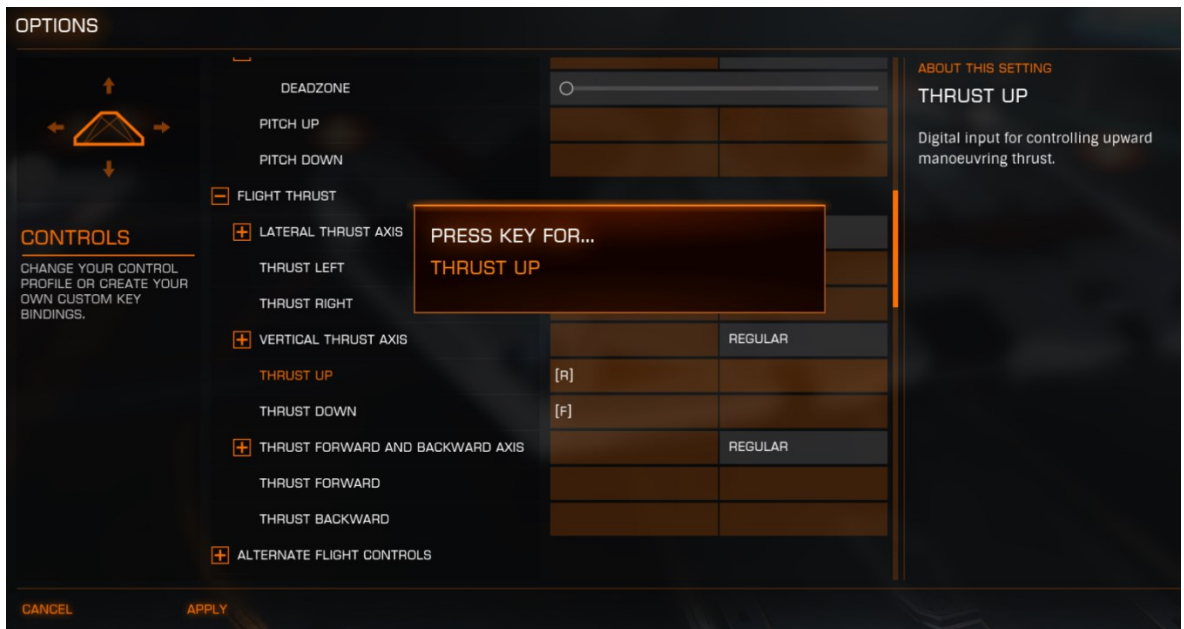 OPTIONS
CONTROLS
CHANGE YOUR CONTROL
PROFILE OR CREATE YOUR
OWN CUSTOM KEY
BINDINGS.
DEADZONE
PITCH UP
PITCH DOWN
FLIGHT THRUST
LATERAL THRUST AXIS
THRUST LEFT
THRUST RIGHT
VERTICAL THRUST AXIS REGULAR
THRUST UP [R]
THRUST DOWN [F]
THRUST FORWARD AND BACKWARD AXIS REGULAR
THRUST FORWARD
THRUST BACKWARD
ALTERNATE FLIGHT CONTROLS
PRESS KEY FOR...
THRUST UP
ABOUT THIS SETTING
THRUST UP
Digital input for controlling upward
manoeuvring thrust.
CANCEL APPLY